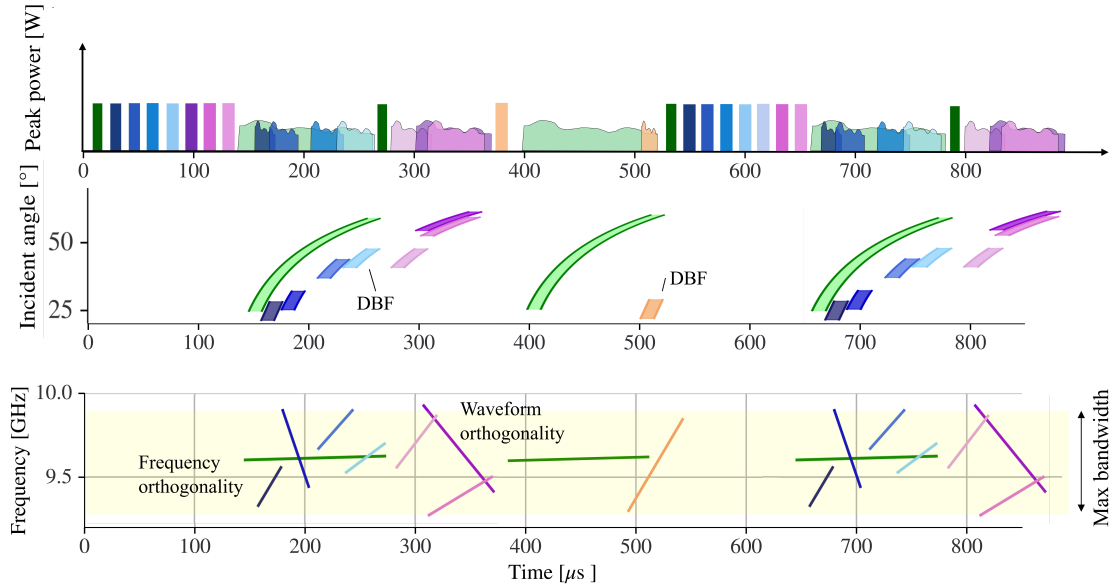 Peak power [W]
0 100 200 300 400 500 600 700 800
Incident angle [°]
50
25
DBF
DBF
0 100 200 300 400 500 600 700 800
Frequency [GHz]
10.0
9.5
Waveform
orthogonality
Frequency
orthogonality
Max bandwidth
0 100 200 300 400 500 600 700 800
Time [μs ]